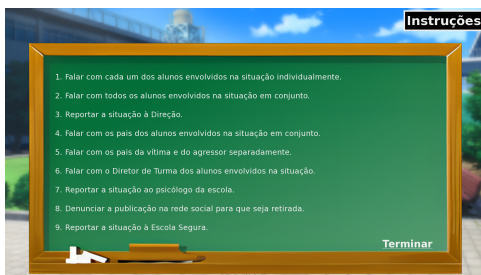 Instruções
1. Falar com cada um dos alunos envolvidos na situação individualmente.
2. Falar com todos os alunos envolvidos na situação em conjunto.
3. Reportar a situação à Direção.
4. Falar com os pais dos alunos envolvidos na situação em conjunto.
5. Falar com os pais da vítima e do agressor separadamente.
6. Falar com o Diretor de Turma dos alunos envolvidos na situação.
7. Reportar a situação ao psicólogo da escola.
8. Denunciar a publicação na rede social para que seja retirada.
9. Reportar a situação à Escola Segura.
Terminar